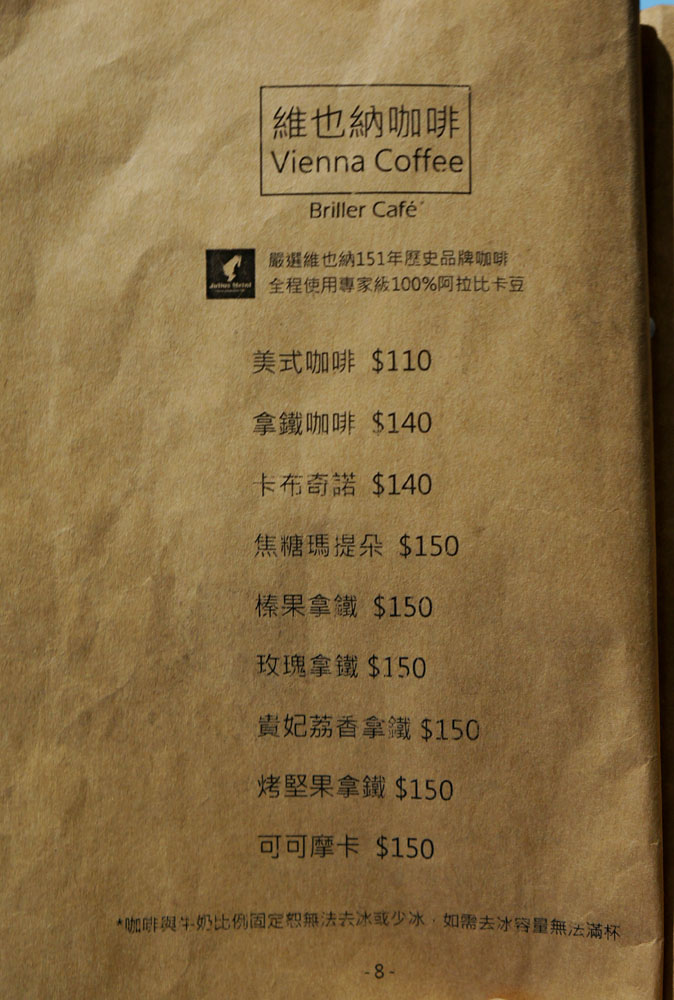 維也納咖啡
Vienna Coffee
Briller Café
Julius Meinl
嚴選維也納151年歷史品牌咖啡
全程使用專家級100%阿拉比卡豆
美式咖啡 $110
拿鐵咖啡 $140
卡布奇諾 $140
焦糖瑪提朵 $150
榛果拿鐵 $150
玫瑰拿鐵 $150
貴妃荔香拿鐵 $150
烤堅果拿鐵 $150
可可摩卡 $150
*咖啡與牛奶比例固定恕無法去冰或少冰，如需去冰容量無法滿杯
-8-